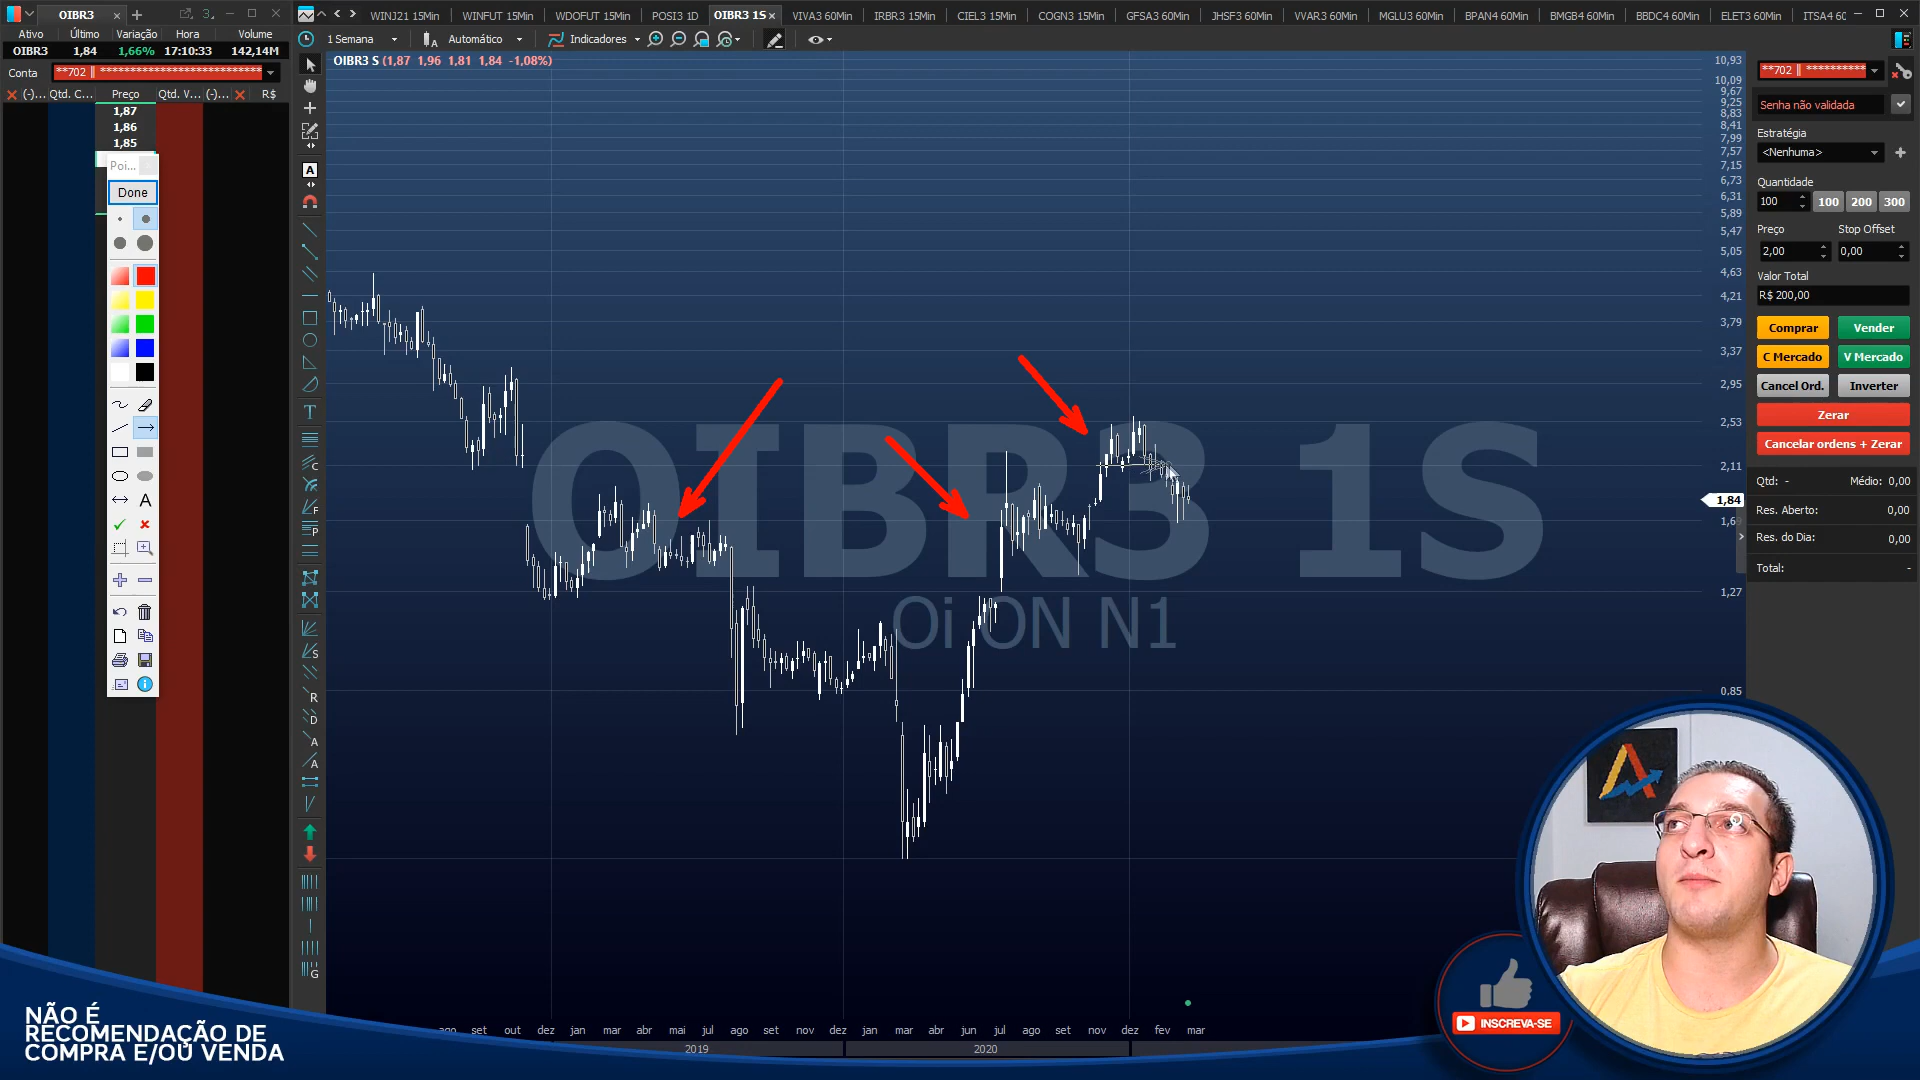 OIBR3
3
WINJ21 15Min
WINFUT 15Min
WDOFUT 15Min
POSI3 1D
OIBR3 1S
VIVA3 60Min
IRBR3 15Min
CIEL3 15Min
COGN3 15Min
GFSA3 60Min
JHSF3 60Min
VVAR3 60Min
MGLU3 60Min
BPAN4 60Min
BMGB4 60Min
BBDC4 60Min
ELET3 60Min
ITSA4 60
Ativo Último Variação Hora Volume
OIBR3 1,84 1,66% 17:10:33 142,14M
Conta **702 || ****************************
(-)... Qtd. C... Preço Qtd. V... (-)... R$
1,87
1,86
1,85
Poi...
Done
1 Semana
Automático
Indicadores
OIBR3 S (1,87 1,96 1,81 1,84 -1,08%)
OIBR3 1S
Oi ON N1
10,93
10,09
9,67
9,25
8,83
8,41
7,99
7,57
7,15
6,73
6,31
5,89
5,47
5,05
4,63
4,21
3,79
3,37
2,95
2,53
2,11
1,84
1,27
0,85
ago set out dez jan mar abr mai jul ago set nov dez jan mar abr jun jul ago set nov dez fev mar
2019 2020
**702 || **********
Senha não validada
Estratégia
<Nenhuma>
Quantidade
100 100 200 300
Preço Stop Offset
2,00 0,00
Valor Total
R$ 200,00
Comprar Vender
C Mercado V Mercado
Cancel Ord. Inverter
Zerar
Cancelar ordens + Zerar
Qtd: - Médio: 0,00
Res. Aberto: 0,00
Res. do Dia: 0,00
Total: -
NÃO É
RECOMENDAÇÃO DE
COMPRA E/OU VENDA
INSCREVA-SE